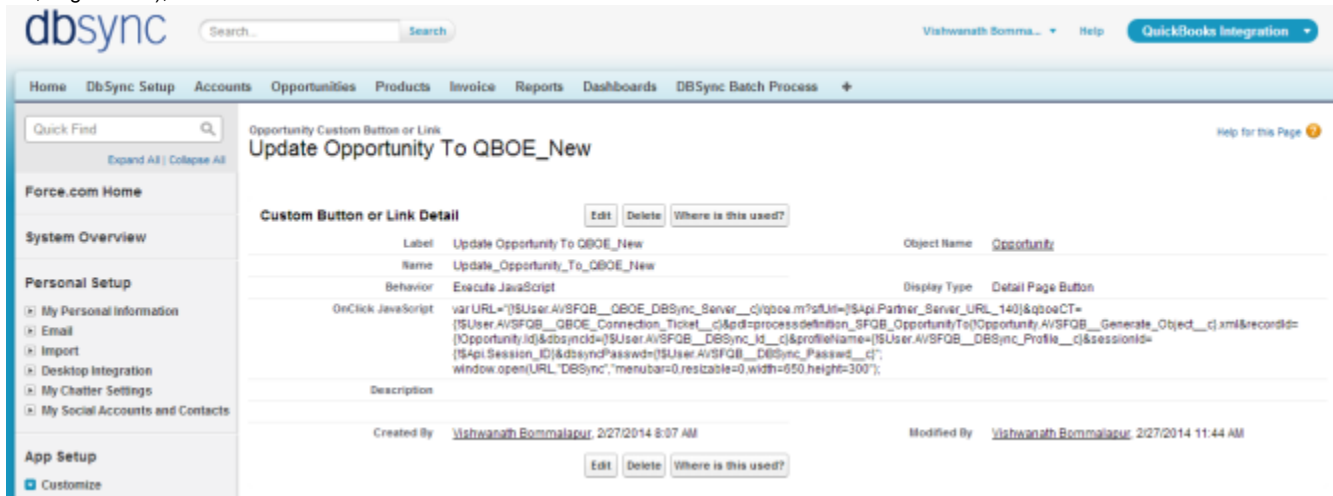 dbsync
Search...
Search
Vishwanath Bomma...
Help
QuickBooks Integration
Home DbSync Setup Accounts Opportunities Products Invoice Reports Dashboards DBSync Batch Process +
Quick Find
Expand All | Collapse All
Force.com Home
System Overview
Personal Setup
My Personal Information
Email
Import
Desktop Integration
My Chatter Settings
My Social Accounts and Contacts
App Setup
Customize
Opportunity Custom Button or Link
Update Opportunity To QBOE_New
Help for this Page
Custom Button or Link Detail
Edit Delete Where is this used?
Label Update Opportunity To QBOE_New Object Name Opportunity
Name Update_Opportunity_To_QBOE_New
Behavior Execute JavaScript Display Type Detail Page Button
OnClick JavaScript var URL="{!$User.AVSFQB__QBOE_DBSync_Server__c}/qboe.m?sfUrl={!$Api.Partner_Server_URL_140}&qboeCT=
{!$User.AVSFQB__QBOE_Connection_Ticket__c}&pdl=processdefinition_SFQB_OpportunityTo{!Opportunity.AVSFQB__Generate_Object__c}.xml&recordId=
{!Opportunity.Id}&dbsyncId={!$User.AVSFQB__DBSync_Id__c}&profileName={!$User.AVSFQB__DBSync_Profile__c}&sessionId=
{!$Api.Session_ID}&dbsyncPasswd={!$User.AVSFQB__DBSync_Passwd__c}";
window.open(URL,"DBSync","menubar=0,resizable=0,width=650,height=300");
Description
Created By Vishwanath Bommalapur, 2/27/2014 8:07 AM Modified By Vishwanath Bommalapur, 2/27/2014 11:44 AM
Edit Delete Where is this used?